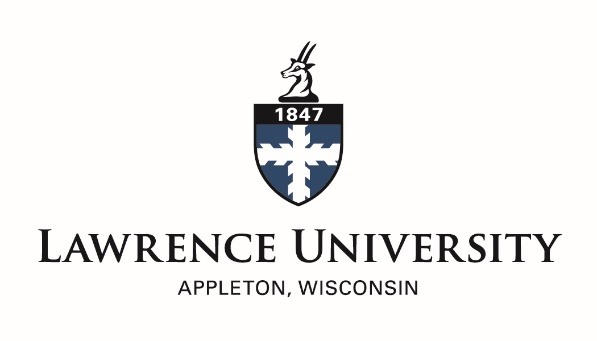 1847
LAWRENCE UNIVERSITY
APPLETON, WISCONSIN